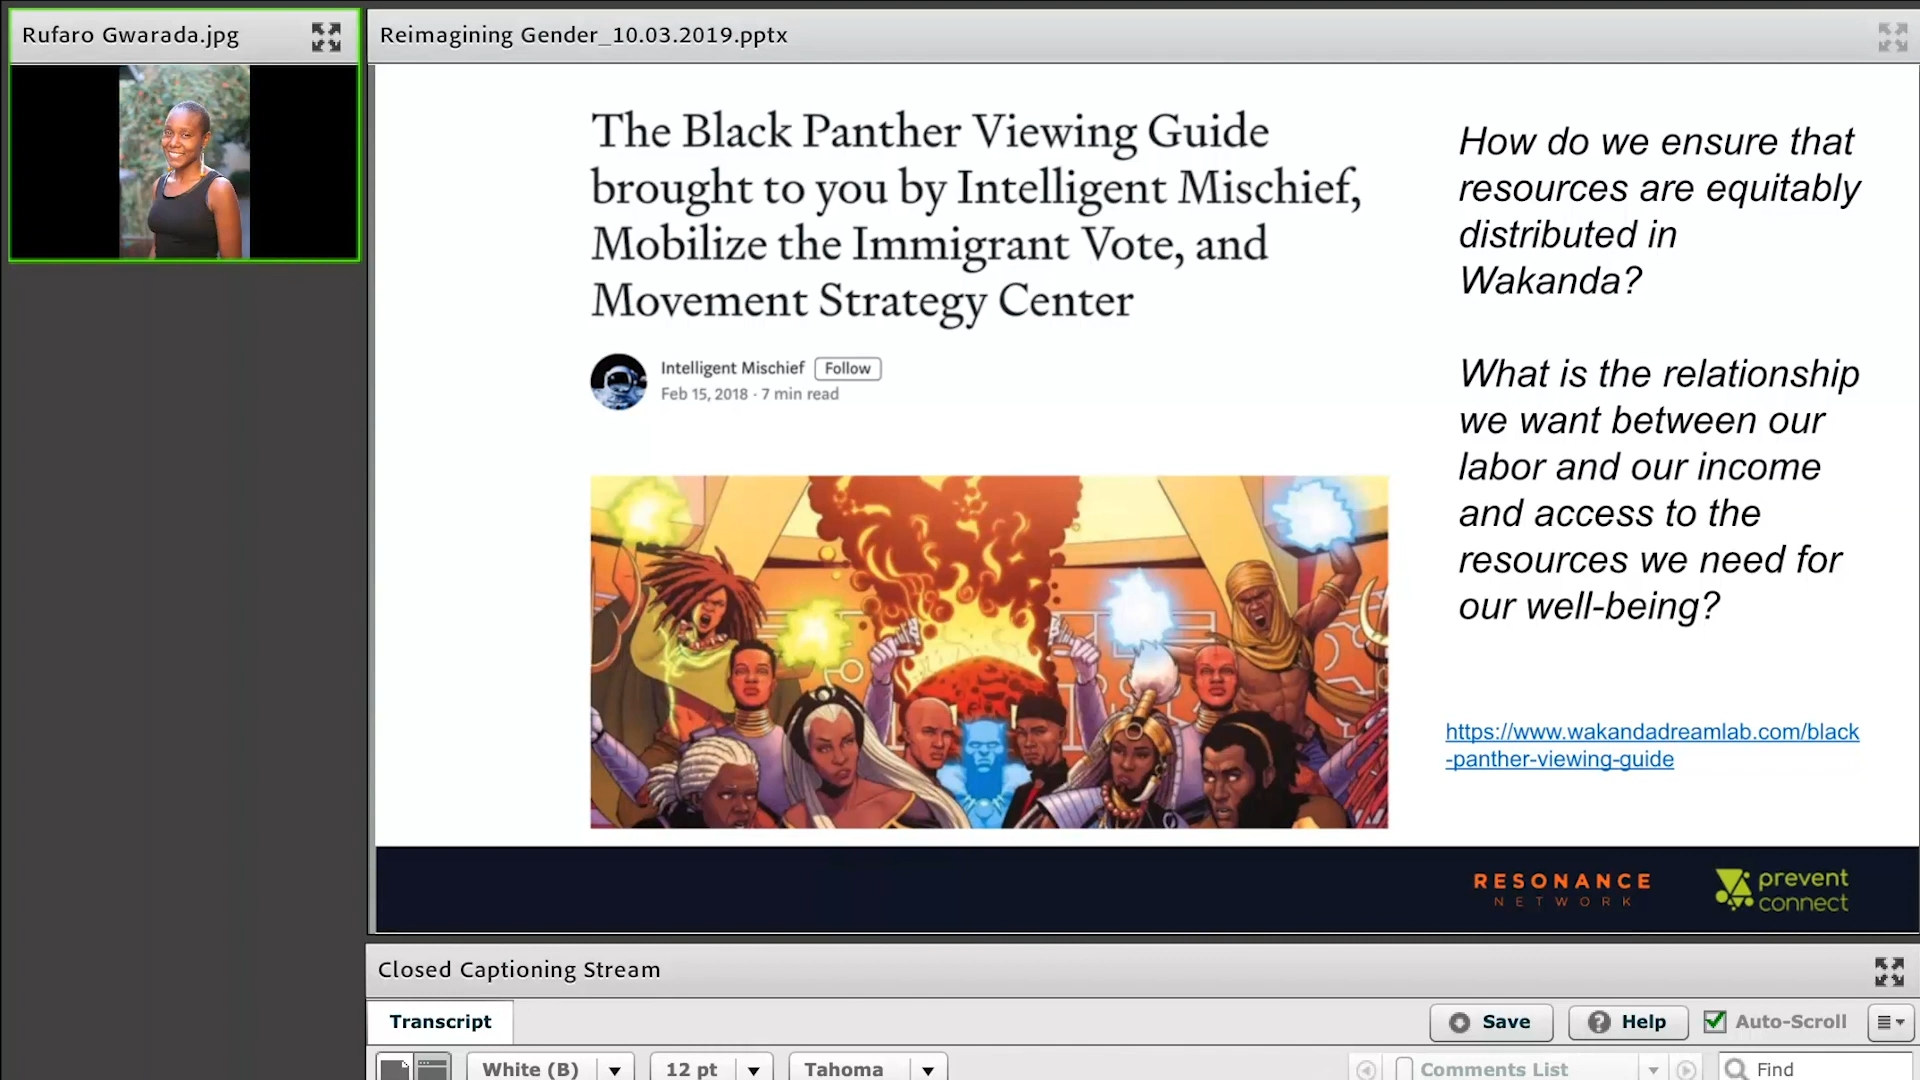 Rufaro Gwarada.jpg
Reimagining Gender_10.03.2019.pptx
The Black Panther Viewing Guide
brought to you by Intelligent Mischief,
Mobilize the Immigrant Vote, and
Movement Strategy Center
Intelligent Mischief Follow
Feb 15, 2018 · 7 min read
How do we ensure that
resources are equitably
distributed in
Wakanda?
What is the relationship
we want between our
labor and our income
and access to the
resources we need for
our well-being?
https://www.wakandadreamlab.com/black
-panther-viewing-guide
RESONANCE
NETWORK
prevent
connect
Closed Captioning Stream
Transcript
Save
Help
Auto-Scroll
White (B)
12 pt
Tahoma
Comments List
Find